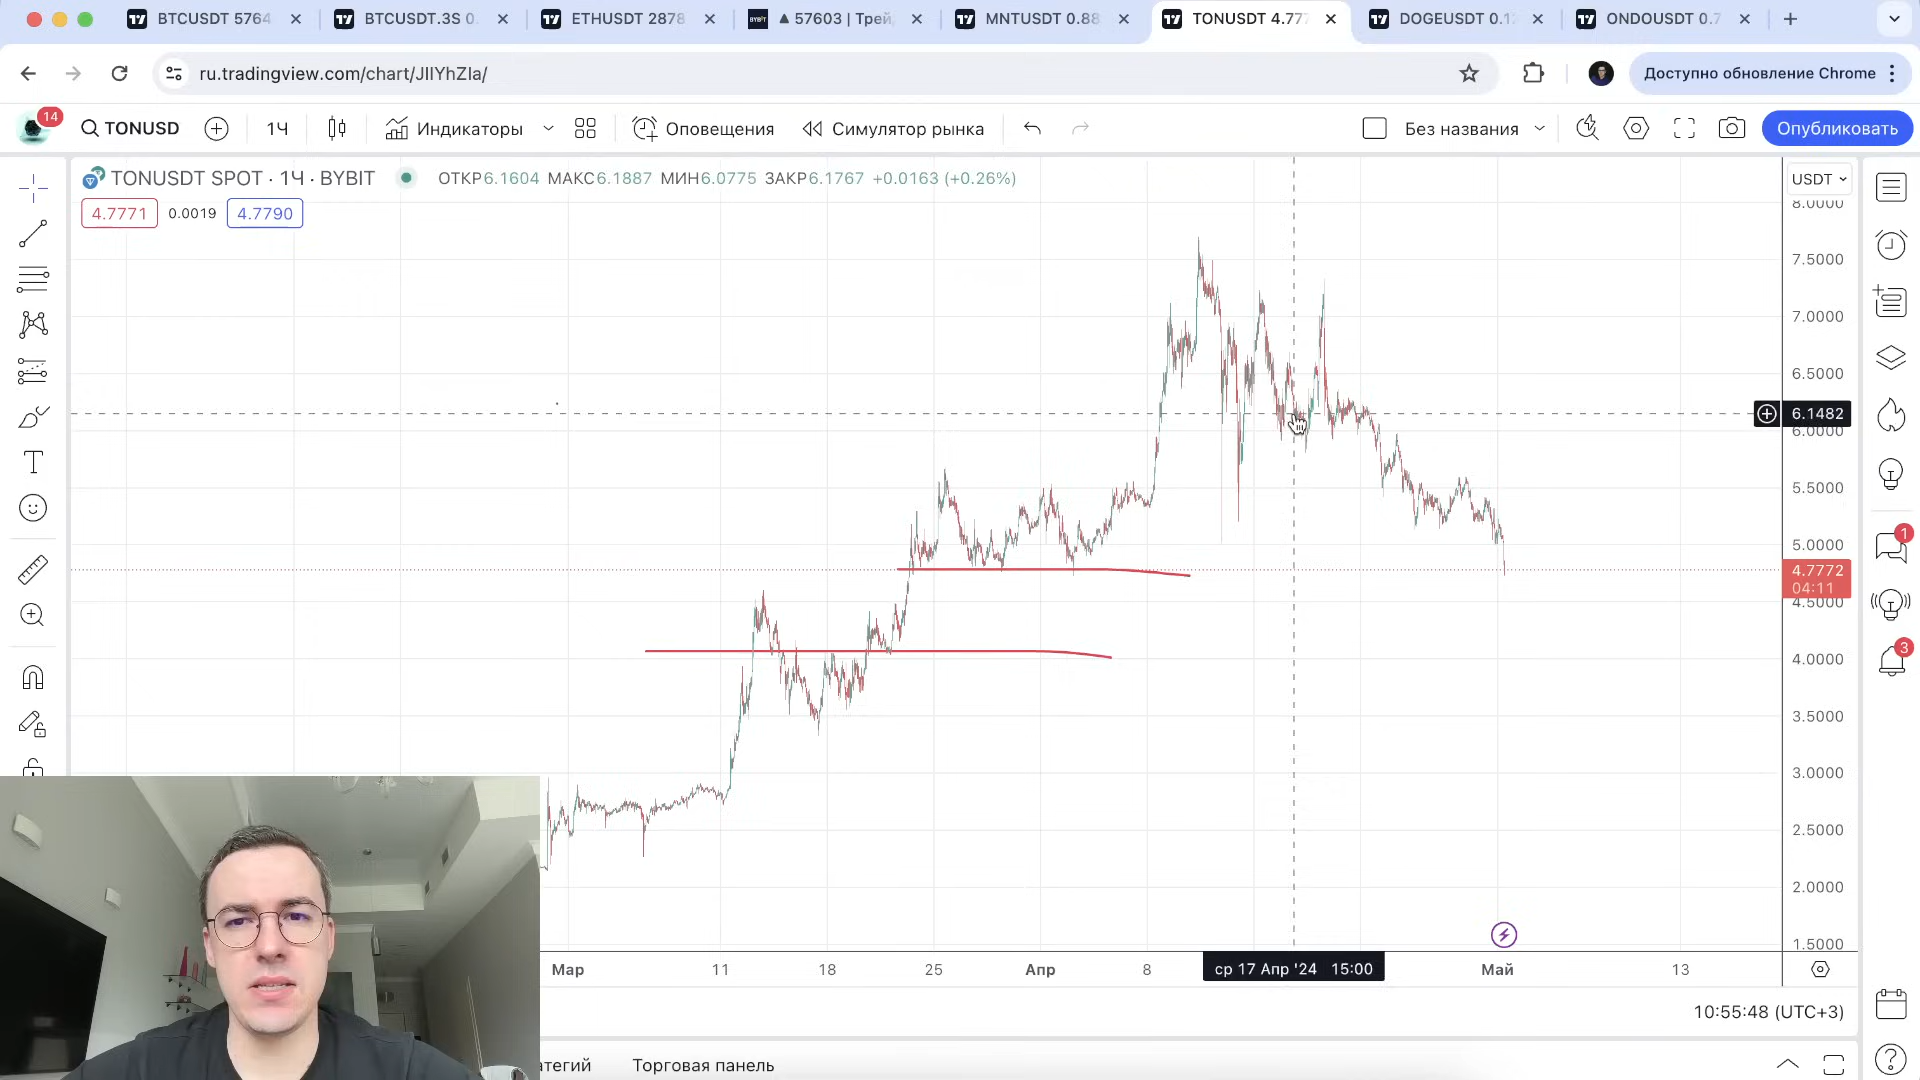 BTCUSDT 5764
BTCUSDT.3S 0.
ETHUSDT 2878
BYBIT
▲ 57603 | Трей
MNTUSDT 0.88
TONUSDT 4.777
DOGEUSDT 0.12
ONDOUSDT 0.7
ru.tradingview.com/chart/JIlYhZIa/
Доступно обновление Chrome
14
TONUSD
1Ч
Индикаторы
Оповещения
Симулятор рынка
Без названия
Опубликовать
TONUSDT SPOT · 1Ч · BYBIT
ОТКР6.1604 МАКС6.1887 МИН6.0775 ЗАКР6.1767 +0.0163 (+0.26%)
USDT
4.7771
0.0019
4.7790
8.0000
7.5000
7.0000
6.5000
6.1482
6.0000
5.5000
5.0000
4.7772
04:11
4.5000
4.0000
3.5000
3.0000
2.5000
2.0000
1.5000
1
3
Мар
11
18
25
Апр
8
ср 17 Апр '24 15:00
Май
13
10:55:48 (UTC+3)
атегий
Торговая панель